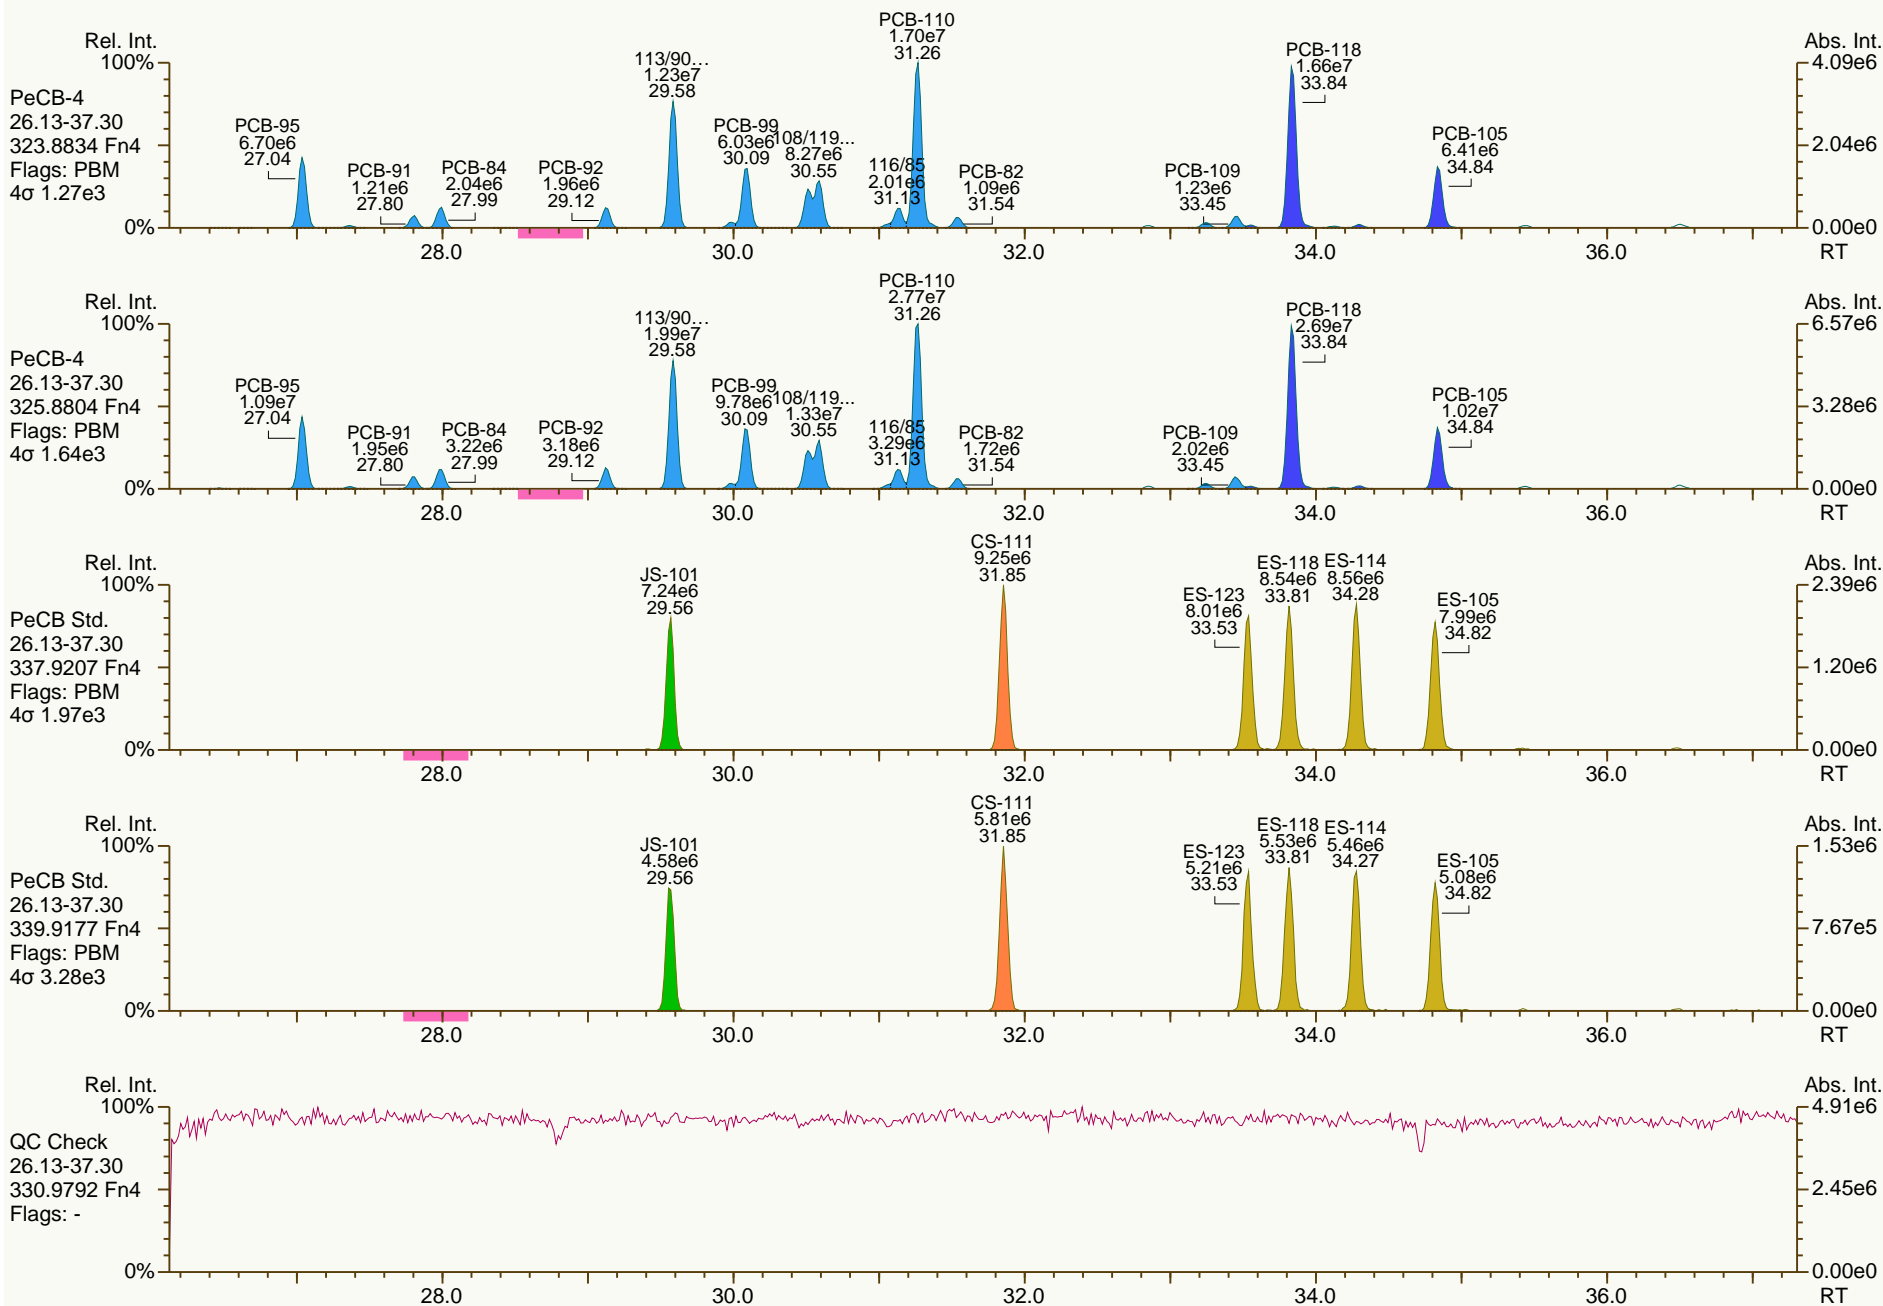 Rel. Int.
100%
0%
PeCB-4
26.13-37.30
323.8834 Fn4
Flags: PBM
4σ 1.27e3
PCB-95
6.70e6
27.04
PCB-91
1.21e6
27.80
PCB-84
2.04e6
27.99
PCB-92
1.96e6
29.12
113/90...
1.23e7
29.58
PCB-99
6.03e6
30.09
108/119...
8.27e6
30.55
116/85
2.01e6
31.13
PCB-110
1.70e7
31.26
PCB-82
1.09e6
31.54
PCB-109
1.23e6
33.45
PCB-118
1.66e7
33.84
PCB-105
6.41e6
34.84
Abs. Int.
4.09e6
2.04e6
0.00e0
28.0 30.0 32.0 34.0 36.0 RT
Rel. Int.
100%
0%
PeCB-4
26.13-37.30
325.8804 Fn4
Flags: PBM
4σ 1.64e3
PCB-95
1.09e7
27.04
PCB-91
1.95e6
27.80
PCB-84
3.22e6
27.99
PCB-92
3.18e6
29.12
113/90...
1.99e7
29.58
PCB-99
9.78e6
30.09
108/119...
1.33e7
30.55
116/85
3.29e6
31.13
PCB-110
2.77e7
31.26
PCB-82
1.72e6
31.54
PCB-109
2.02e6
33.45
PCB-118
2.69e7
33.84
PCB-105
1.02e7
34.84
Abs. Int.
6.57e6
3.28e6
0.00e0
28.0 30.0 32.0 34.0 36.0 RT
Rel. Int.
100%
0%
PeCB Std.
26.13-37.30
337.9207 Fn4
Flags: PBM
4σ 1.97e3
JS-101
7.24e6
29.56
CS-111
9.25e6
31.85
ES-123
8.01e6
33.53
ES-118
8.54e6
33.81
ES-114
8.56e6
34.28
ES-105
7.99e6
34.82
Abs. Int.
2.39e6
1.20e6
0.00e0
28.0 30.0 32.0 34.0 36.0 RT
Rel. Int.
100%
0%
PeCB Std.
26.13-37.30
339.9177 Fn4
Flags: PBM
4σ 3.28e3
JS-101
4.58e6
29.56
CS-111
5.81e6
31.85
ES-123
5.21e6
33.53
ES-118
5.53e6
33.81
ES-114
5.46e6
34.27
ES-105
5.08e6
34.82
Abs. Int.
1.53e6
7.67e5
0.00e0
28.0 30.0 32.0 34.0 36.0 RT
Rel. Int.
100%
0%
QC Check
26.13-37.30
330.9792 Fn4
Flags: -
Abs. Int.
4.91e6
2.45e6
0.00e0
28.0 30.0 32.0 34.0 36.0 RT